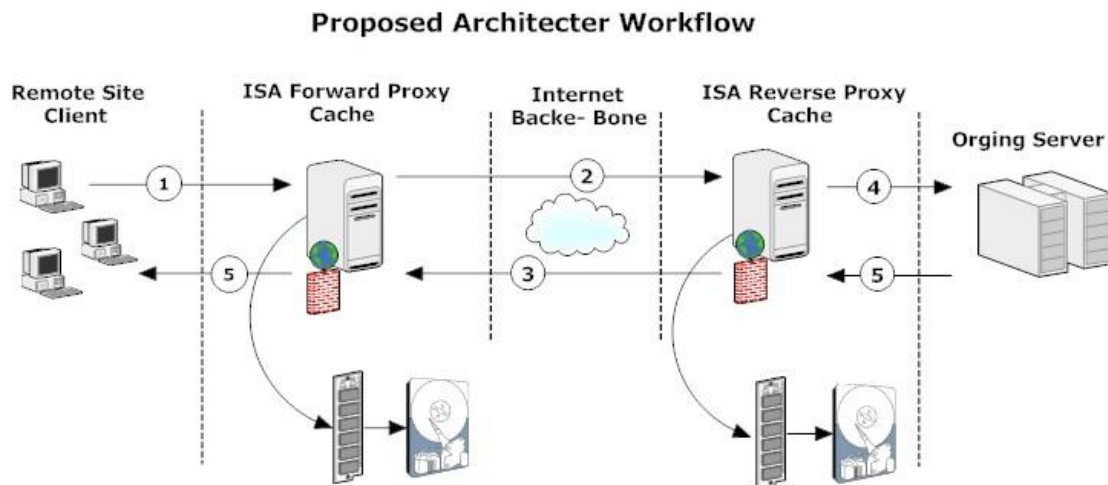 Proposed Architecter Workflow
Remote Site
Client
ISA Forward Proxy
Cache
Internet
Backe- Bone
ISA Reverse Proxy
Cache
Orging Server
1
2
4
5
3
5